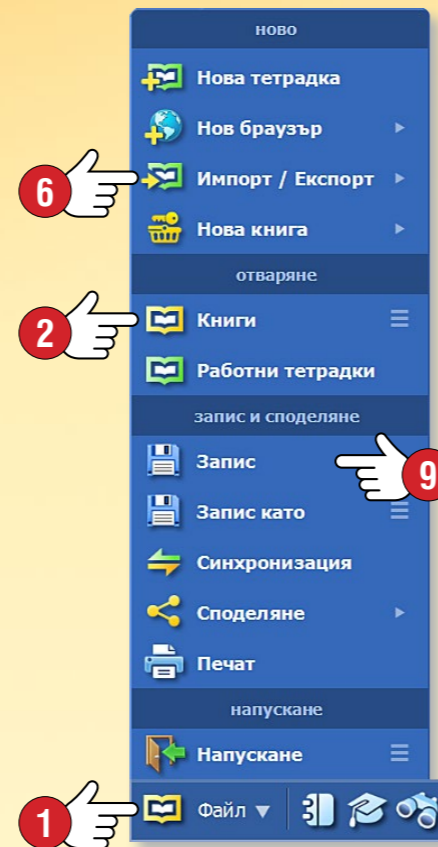 ново
Нова тетрадка
Нов браузър
6
Импорт / Експорт
Нова книга
отваряне
2
Книги
Работни тетрадки
запис и споделяне
Запис
9
Запис като
Синхронизация
Споделяне
Печат
напускане
Напускане
1
Файл